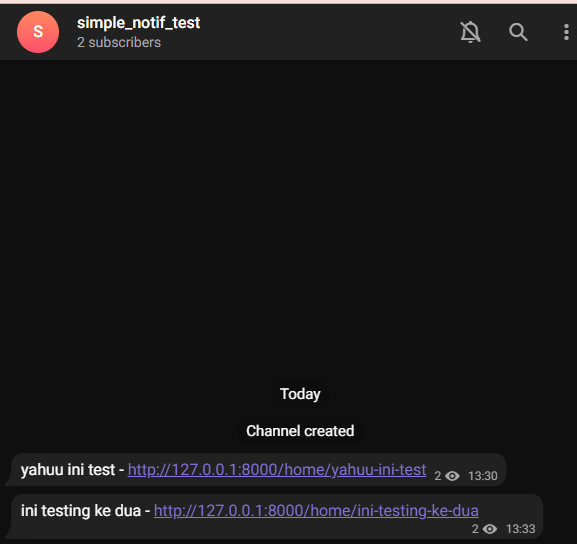 S
simple_notif_test
2 subscribers
Today
Channel created
yahuu ini test - http://127.0.0.1:8000/home/yahuu-ini-test 2 13:30
ini testing ke dua - http://127.0.0.1:8000/home/ini-testing-ke-dua
2 13:33